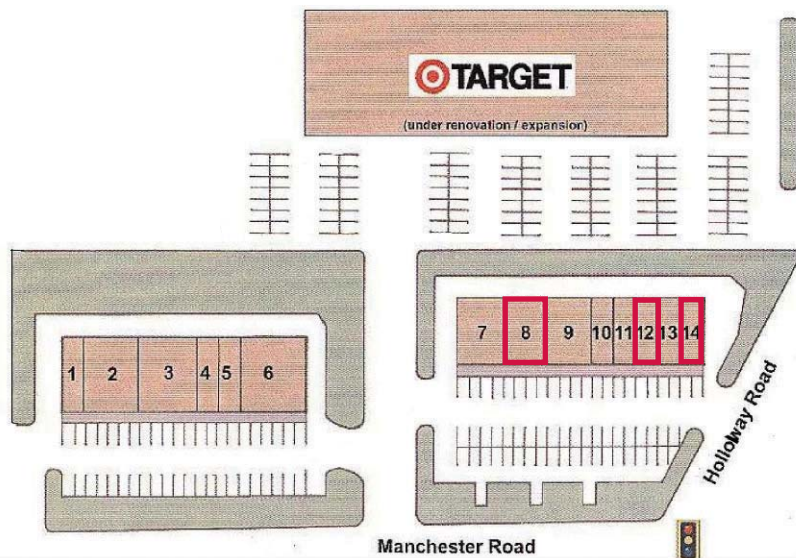 TARGET
(under renovation / expansion)
7 8 9 10 11 12 13 14
1 2 3 4 5 6
Holloway Road
Manchester Road